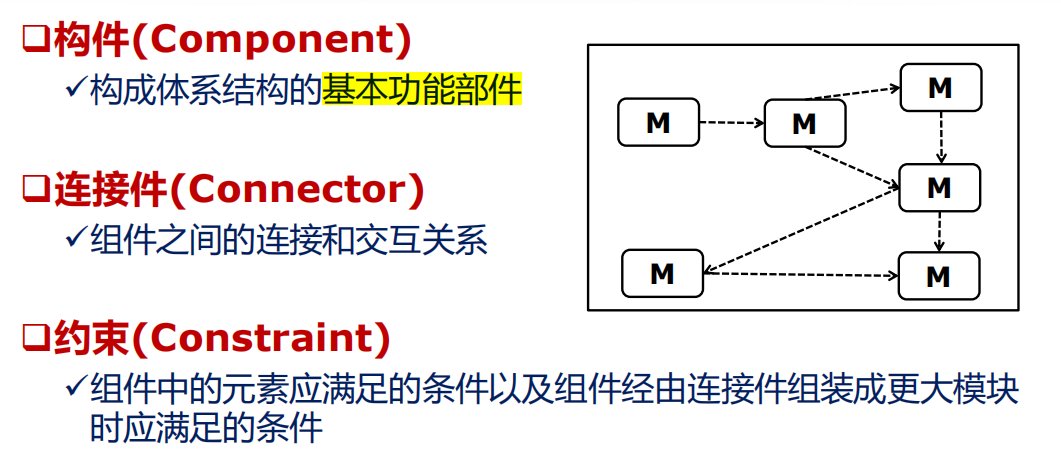 ❑构件(Component)
✓构成体系结构的基本功能部件
❑连接件(Connector)
✓组件之间的连接和交互关系
❑约束(Constraint)
✓组件中的元素应满足的条件以及组件经由连接件组装成更大模块
时应满足的条件
M
M
M
M
M
M